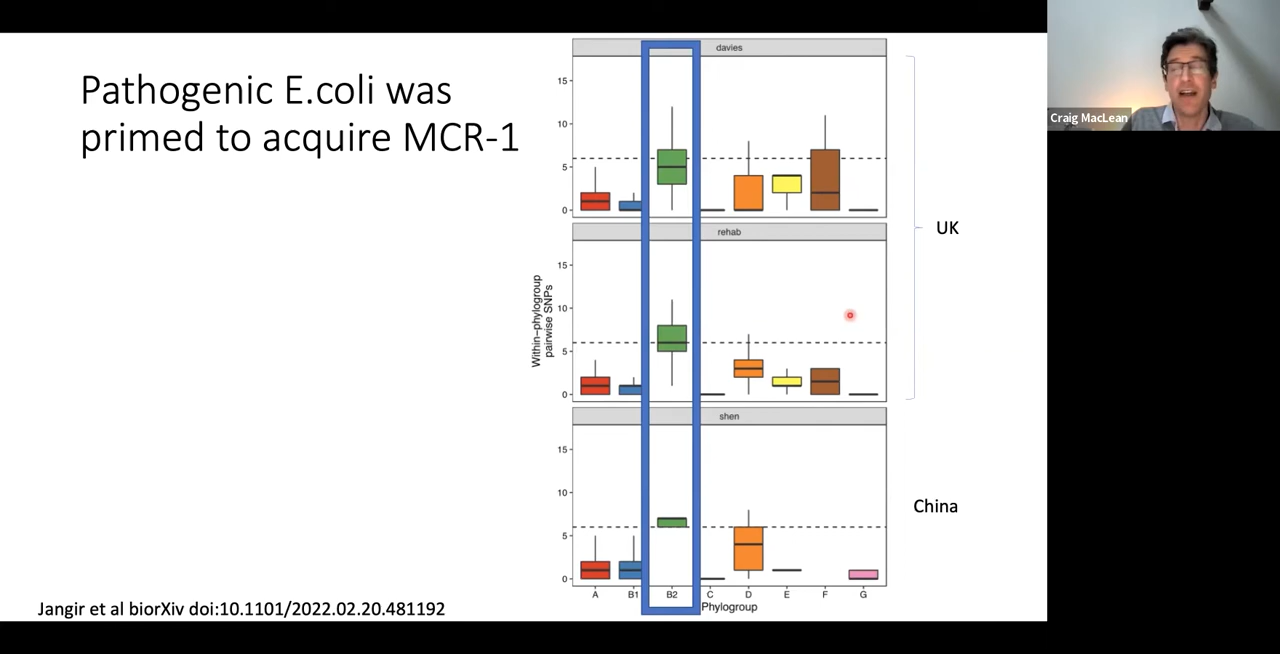 Pathogenic E.coli was
primed to acquire MCR-1
Craig MacLean
davies
15
10
5
0
rehab
15
10
5
0
shen
15
10
5
0
Within-phylogroup
pairwise SNPs
A B1 B2 C D E F G
Phylogroup
UK
China
Jangir et al biorXiv doi:10.1101/2022.02.20.481192